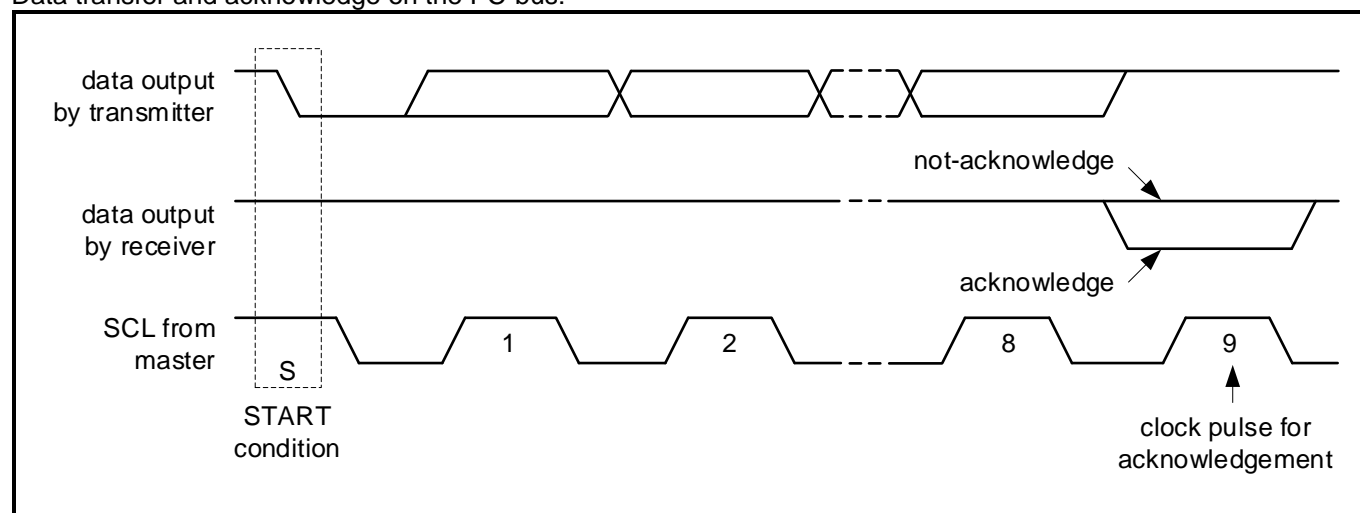 Data transfer and acknowledge on the I²C bus.
data output
by transmitter
not-acknowledge
data output
by receiver
acknowledge
SCL from
master
1
2
8
9
S
START
condition
clock pulse for
acknowledgement